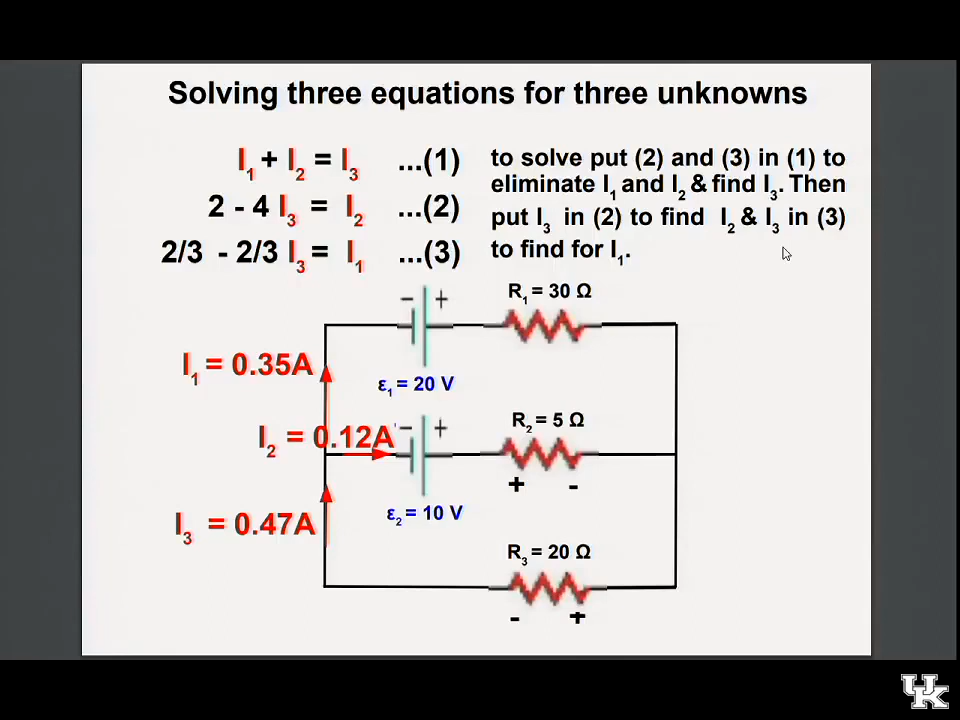 Solving three equations for three unknowns
I₁ + I₂ = I₃ ...(1)
2 - 4 I₃ = I₂ ...(2)
2/3 - 2/3 I₃ = I₁ ...(3)
to solve put (2) and (3) in (1) to
eliminate I₁ and I₂ & find I₃. Then
put I₃ in (2) to find I₂ & I₃ in (3)
to find for I₁.
R₁ = 30 Ω
- +
I₁ = 0.35A
ε₁ = 20 V
R₂ = 5 Ω
I₂ = 0.12A
- +
+ -
ε₂ = 10 V
I₃ = 0.47A
R₃ = 20 Ω
- +
UK